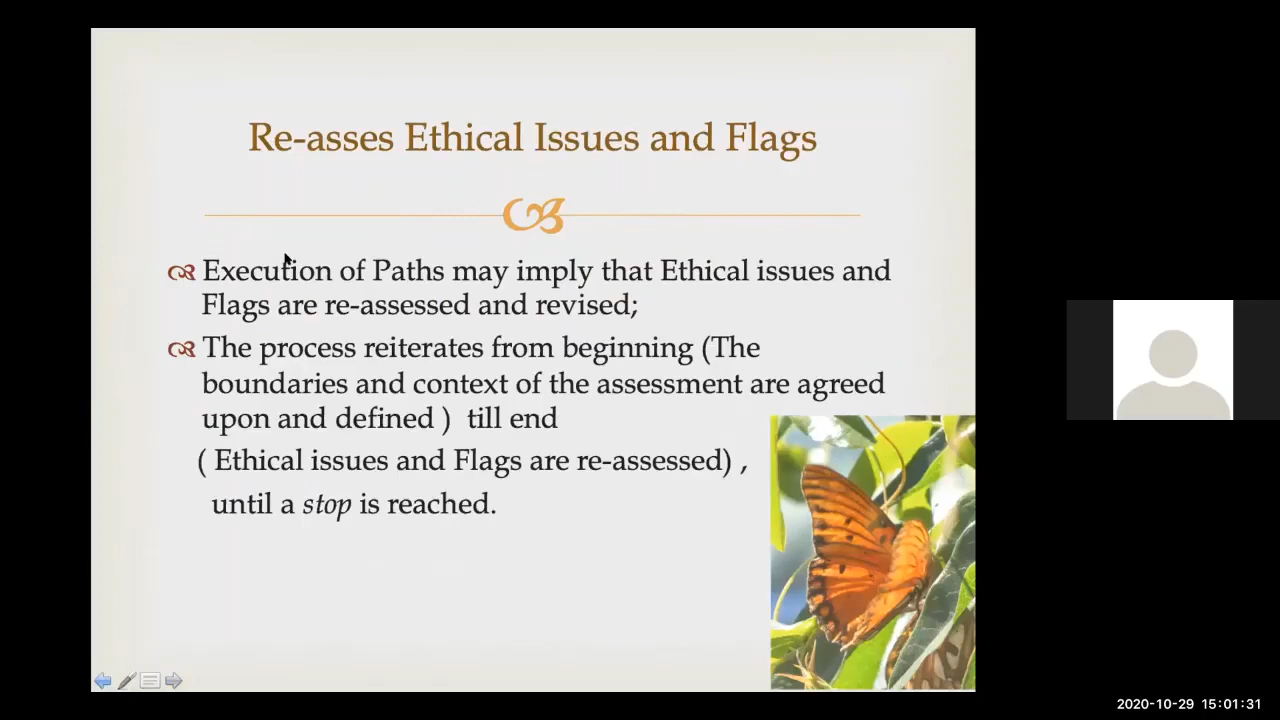 Re-asses Ethical Issues and Flags
Execution of Paths may imply that Ethical issues and
Flags are re-assessed and revised;
The process reiterates from beginning (The
boundaries and context of the assessment are agreed
upon and defined ) till end
( Ethical issues and Flags are re-assessed) ,
until a stop is reached.
2020-10-29 15:01:31